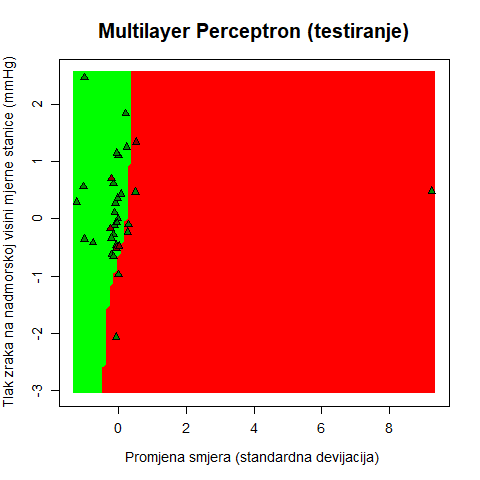 Multilayer Perceptron (testiranje)
Tlak zraka na nadmorskoj visini mjerne stanice (mmHg)
2
1
0
-1
-2
-3
0 2 4 6 8
Promjena smjera (standardna devijacija)